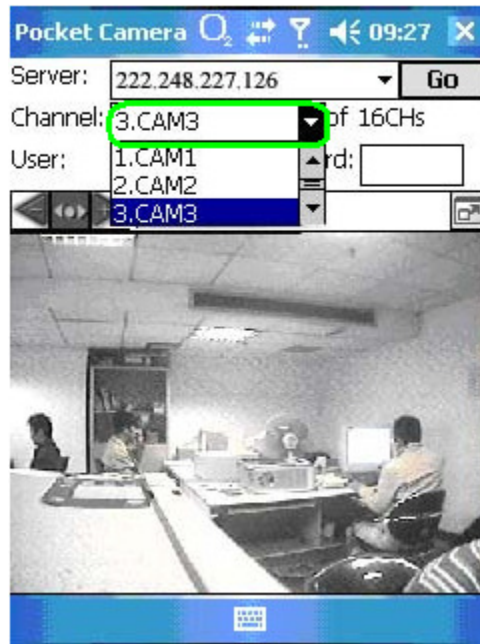 Pocket Camera O2 09:27
Server: 222.248.227.126 Go
Channel: 3.CAM3 of 16CHs
User: 1.CAM1 rd:
2.CAM2
3.CAM3